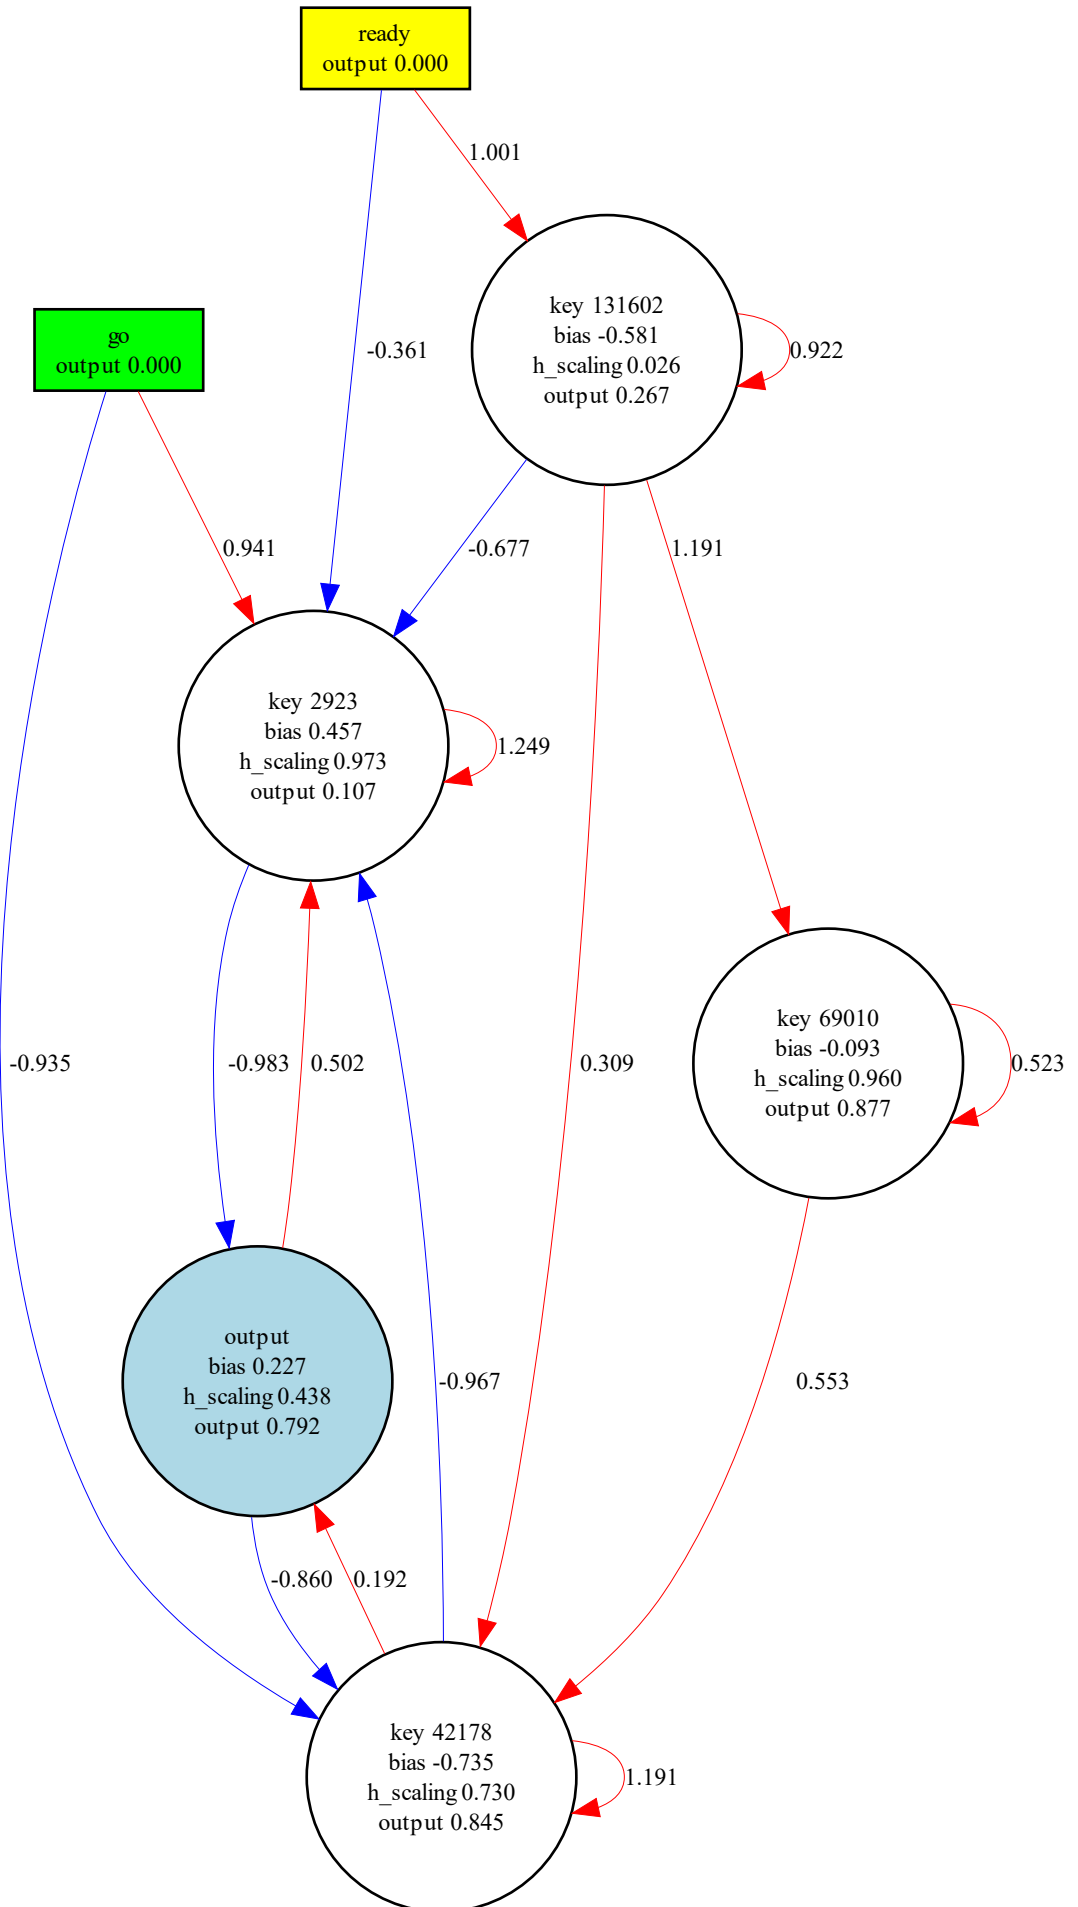 ready
output 0.000
1.001
key 131602
bias -0.581
h_scaling 0.026
output 0.267
0.922
go
output 0.000
-0.361
0.941
-0.677
1.191
key 2923
bias 0.457
h_scaling 0.973
output 0.107
1.249
key 69010
bias -0.093
h_scaling 0.960
output 0.877
0.523
-0.935
-0.983
0.502
0.309
output
bias 0.227
h_scaling 0.438
output 0.792
-0.967
0.553
-0.860
0.192
key 42178
bias -0.735
h_scaling 0.730
output 0.845
1.191